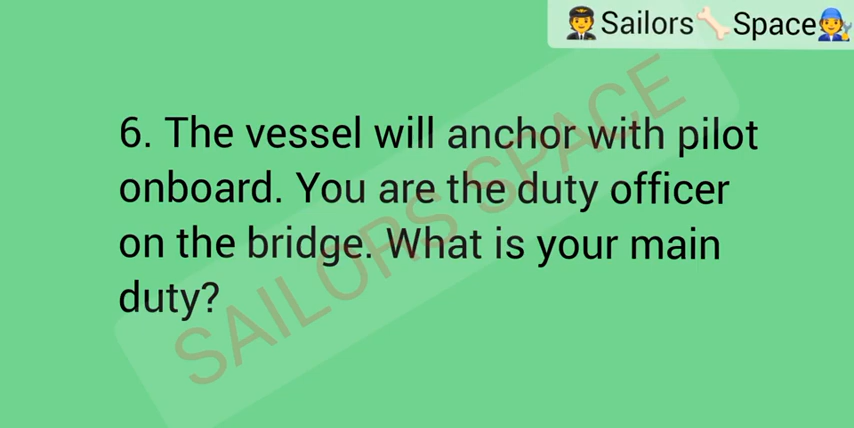 Sailors Space
6. The vessel will anchor with pilot
onboard. You are the duty officer
on the bridge. What is your main
duty?
SAILORS SPACE